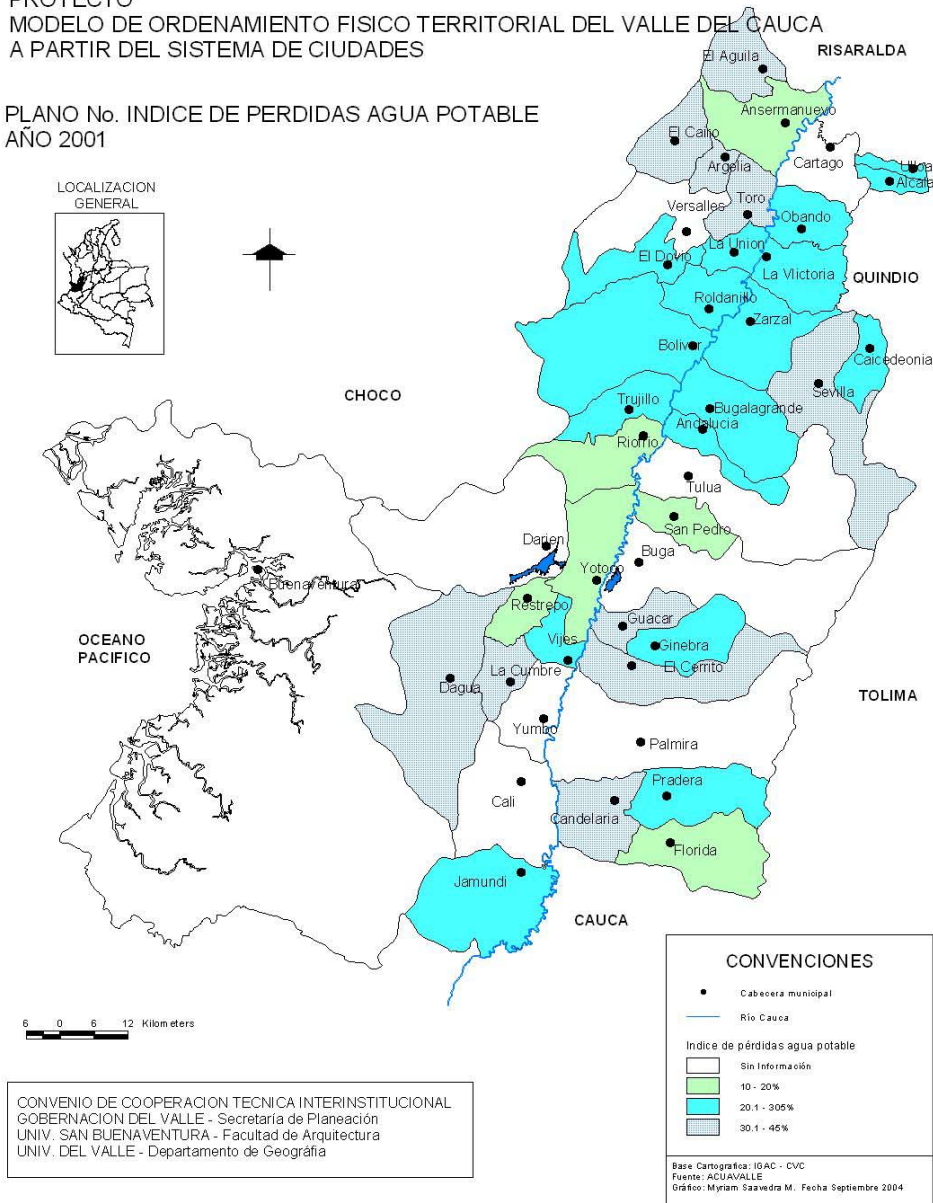 PROYECTO
MODELO DE ORDENAMIENTO FISICO TERRITORIAL DEL VALLE DEL CAUCA
A PARTIR DEL SISTEMA DE CIUDADES
PLANO No. INDICE DE PERDIDAS AGUA POTABLE
AÑO 2001
LOCALIZACION
GENERAL
RISARALDA
El Aguila
Ansermanuevo
El Cairo
Argelia
Cartago
Ulloa
Alcala
Toro
Versalles
Obando
La Union
El Dovio
La VIictoria
QUINDIO
Roldanillo
Zarzal
Bolivar
Caicedeonia
Sevilla
CHOCO
Trujillo
Bugalagrande
Andalucia
Riofrio
Tulua
San Pedro
Darien
Buga
Yotoco
Buenaventura
Restrepo
Guacar
OCEANO
PACIFICO
Vijes
Ginebra
La Cumbre
El Cerrito
Dagua
TOLIMA
Yumbo
Palmira
Cali
Pradera
Candelaria
Florida
Jamundi
CAUCA
6 0 6 12 Kilometers
CONVENCIONES
Cabecera municipal
Rio Cauca
Indice de pérdidas agua potable
Sin Información
10 - 20%
20.1 - 305%
30.1 - 45%
Base Cartografica: IGAC - CVC
Fuente: ACUAVALLE
Gráfico: Myriam Saavedra M. Fecha Septiembre 2004
CONVENIO DE COOPERACION TECNICA INTERINSTITUCIONAL
GOBERNACION DEL VALLE - Secretaría de Planeación
UNIV. SAN BUENAVENTURA - Facultad de Arquitectura
UNIV. DEL VALLE - Departamento de Geográfia